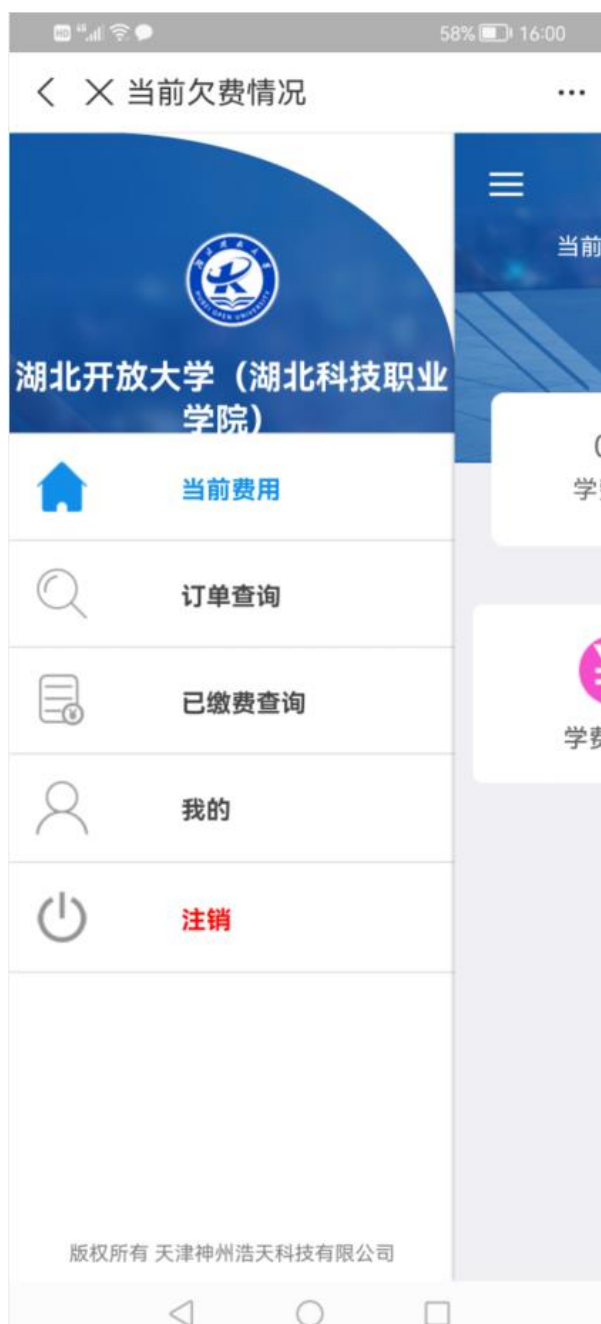 58% 16:00
当前欠费情况
当前
HUBEI OPEN UNIVERSITY
湖北开放大学（湖北科技职业
学院）
当前费用
订单查询
学
已缴费查询
学费
我的
注销
版权所有 天津神州浩天科技有限公司